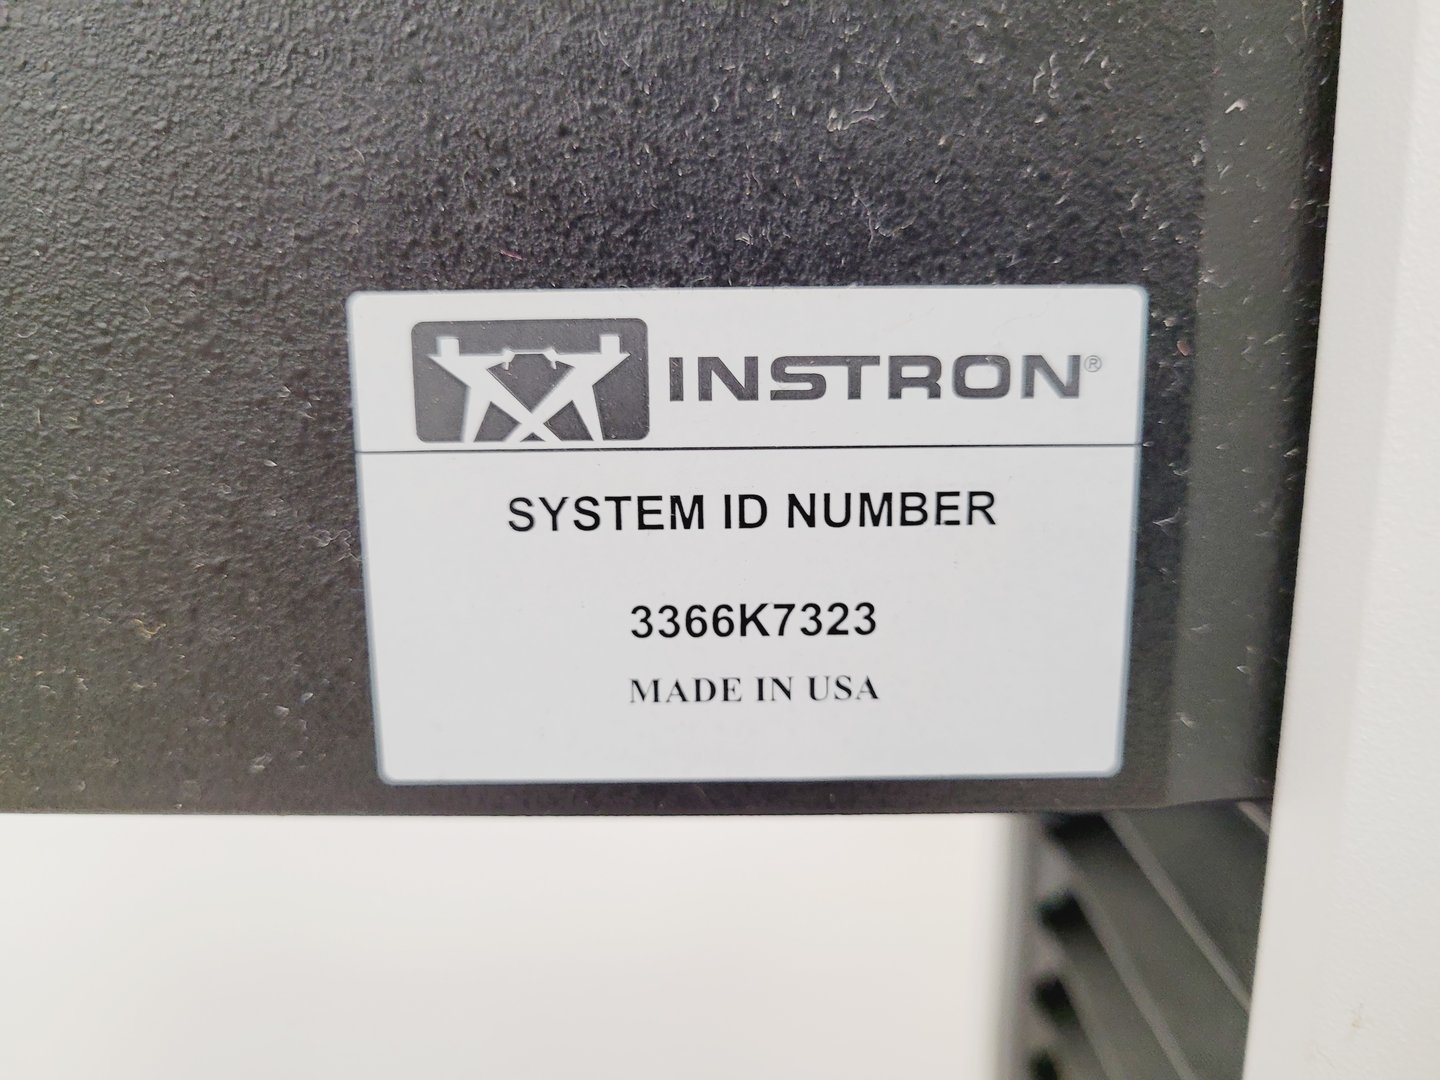 INSTRON®
SYSTEM ID NUMBER
3366K7323
MADE IN USA